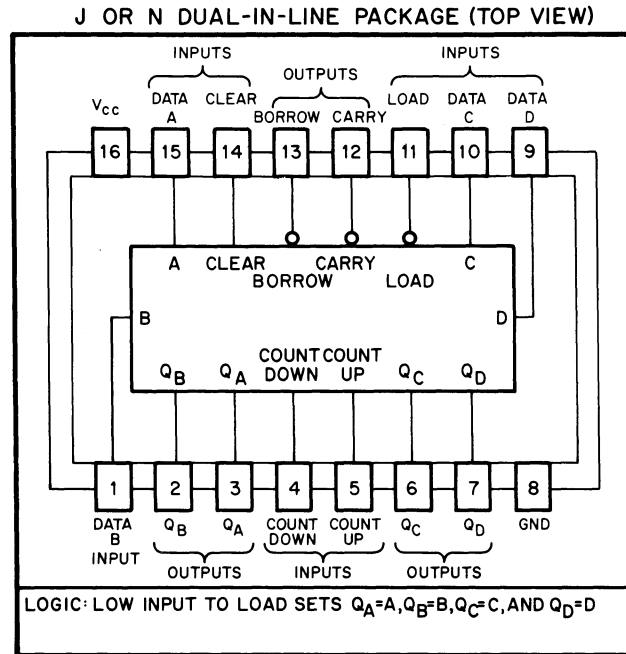 J OR N DUAL-IN-LINE PACKAGE (TOP VIEW)
INPUTS OUTPUTS INPUTS
VCC DATA A CLEAR BORROW CARRY LOAD DATA C DATA D
16 15 14 13 12 11 10 9
A CLEAR BORROW CARRY LOAD C
B D
QB QA COUNT DOWN COUNT UP QC QD
1 2 3 4 5 6 7 8
DATA B INPUT QB QA COUNT DOWN COUNT UP QC QD GND
OUTPUTS INPUTS OUTPUTS
LOGIC: LOW INPUT TO LOAD SETS QA=A,QB=B,QC=C, AND QD=D